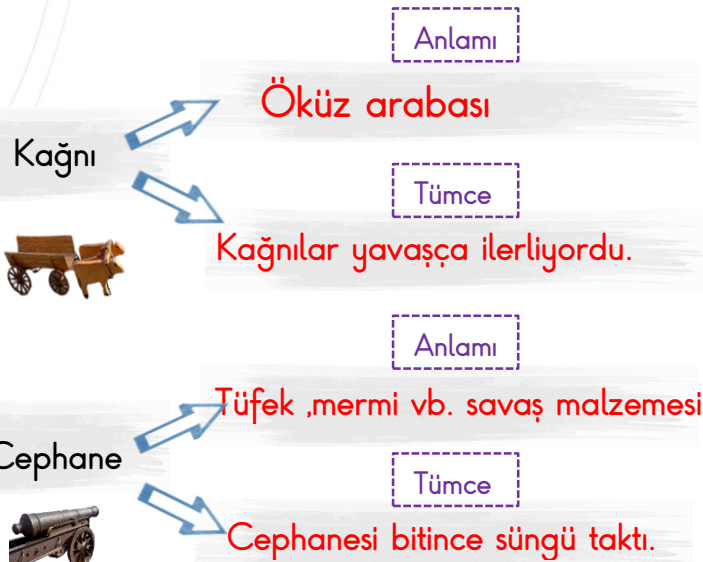 Anlamı
Öküz arabası
Kağnı
Tümce
Kağnılar yavaşça ilerliyordu.
Anlamı
Tüfek ,mermi vb. savaş malzemesi
Cephane
Tümce
Cephanesi bitince süngü taktı.